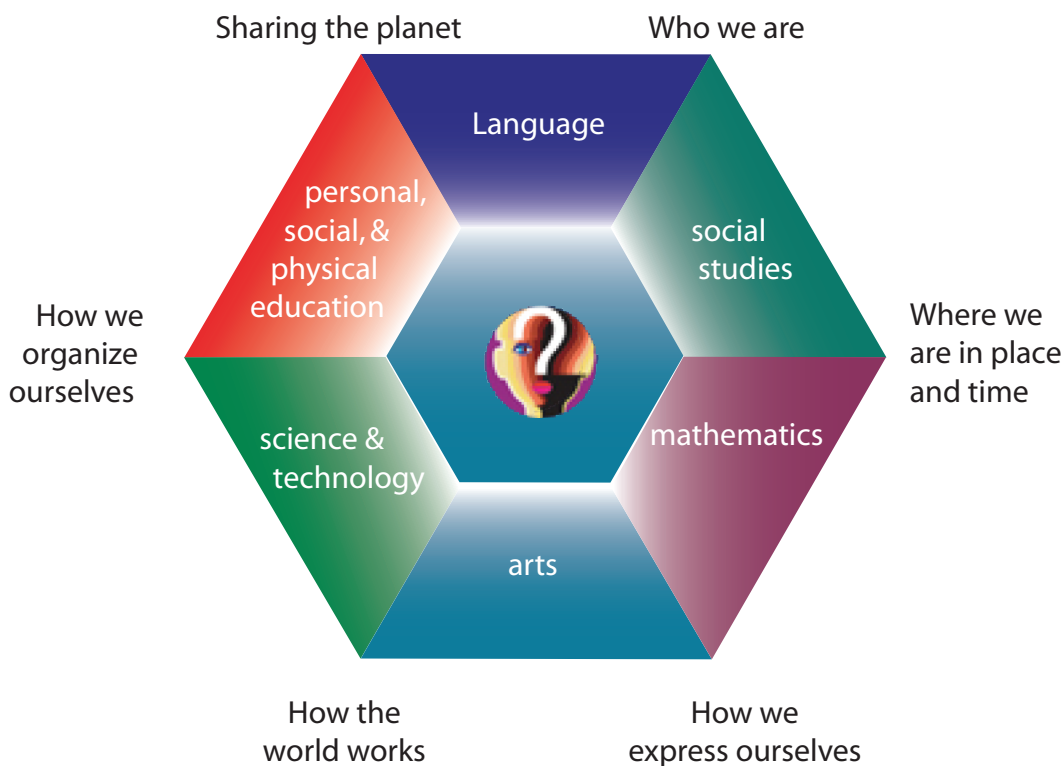 Sharing the planet
Who we are
Language
personal,
social, &
physical
education
social
studies
How we
organize
ourselves
Where we
are in place
and time
science &
technology
mathematics
arts
How the
world works
How we
express ourselves